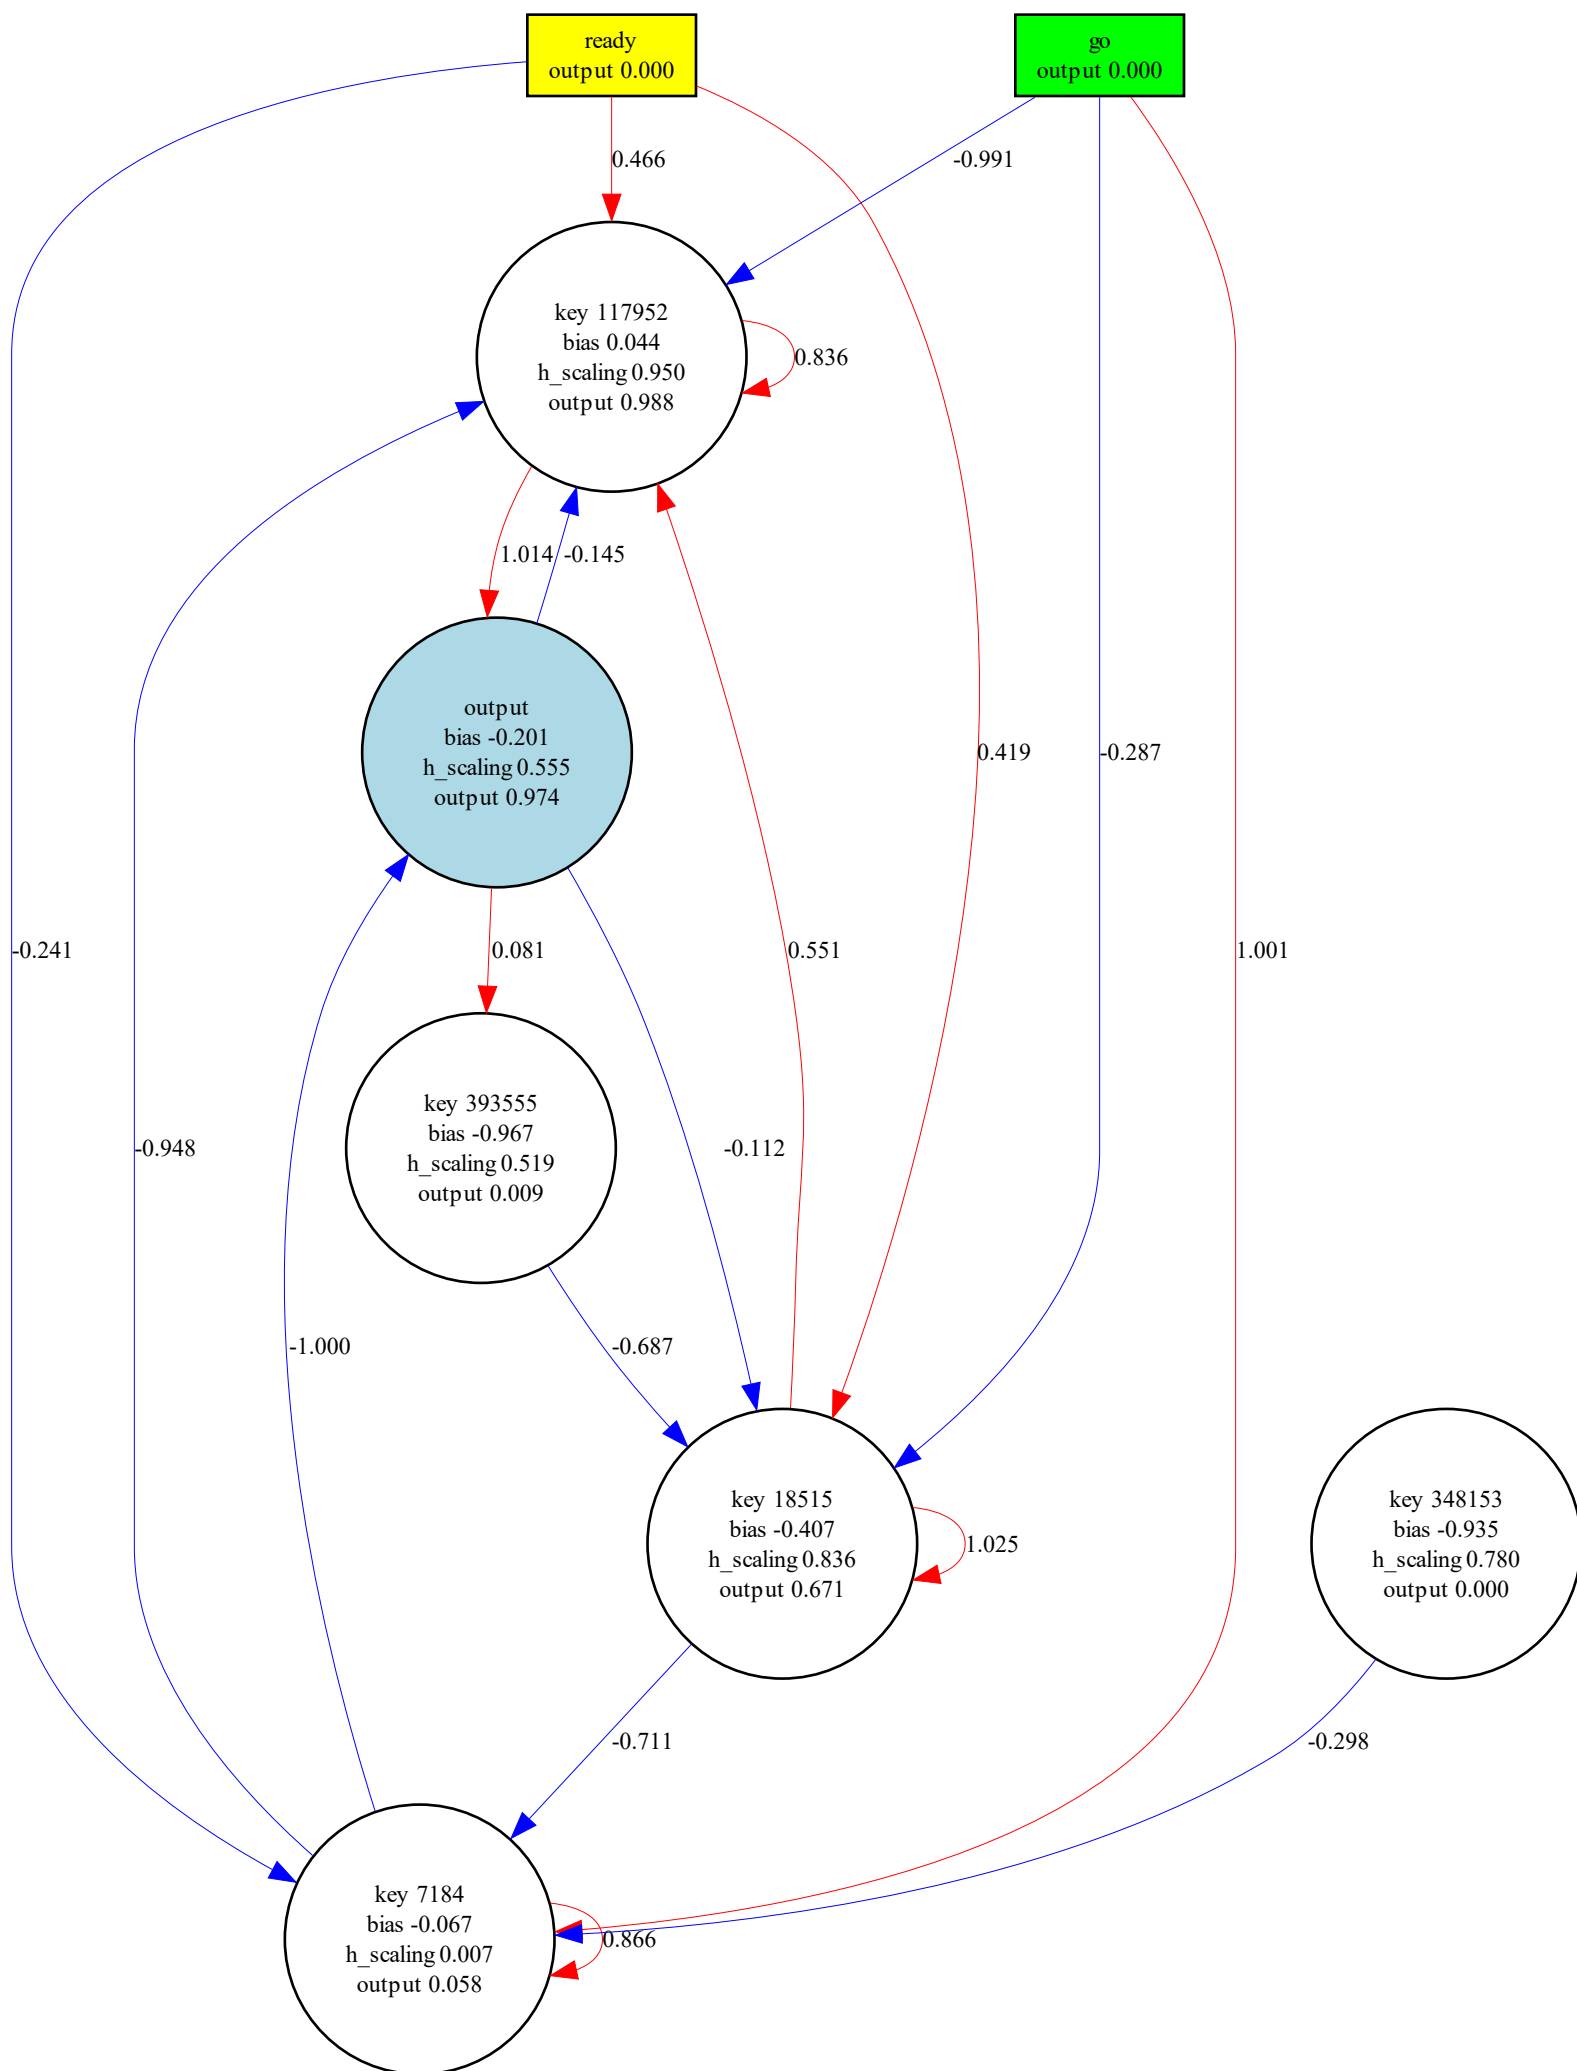 ready
output 0.000
go
output 0.000
0.466
-0.991
key 117952
bias 0.044
h_scaling 0.950
output 0.988
0.836
1.014
-0.145
output
bias -0.201
h_scaling 0.555
output 0.974
0.419
-0.287
-0.241
0.081
0.551
1.001
key 393555
bias -0.967
h_scaling 0.519
output 0.009
-0.948
-0.112
-1.000
-0.687
key 18515
bias -0.407
h_scaling 0.836
output 0.671
1.025
key 348153
bias -0.935
h_scaling 0.780
output 0.000
-0.711
-0.298
key 7184
bias -0.067
h_scaling 0.007
output 0.058
0.866